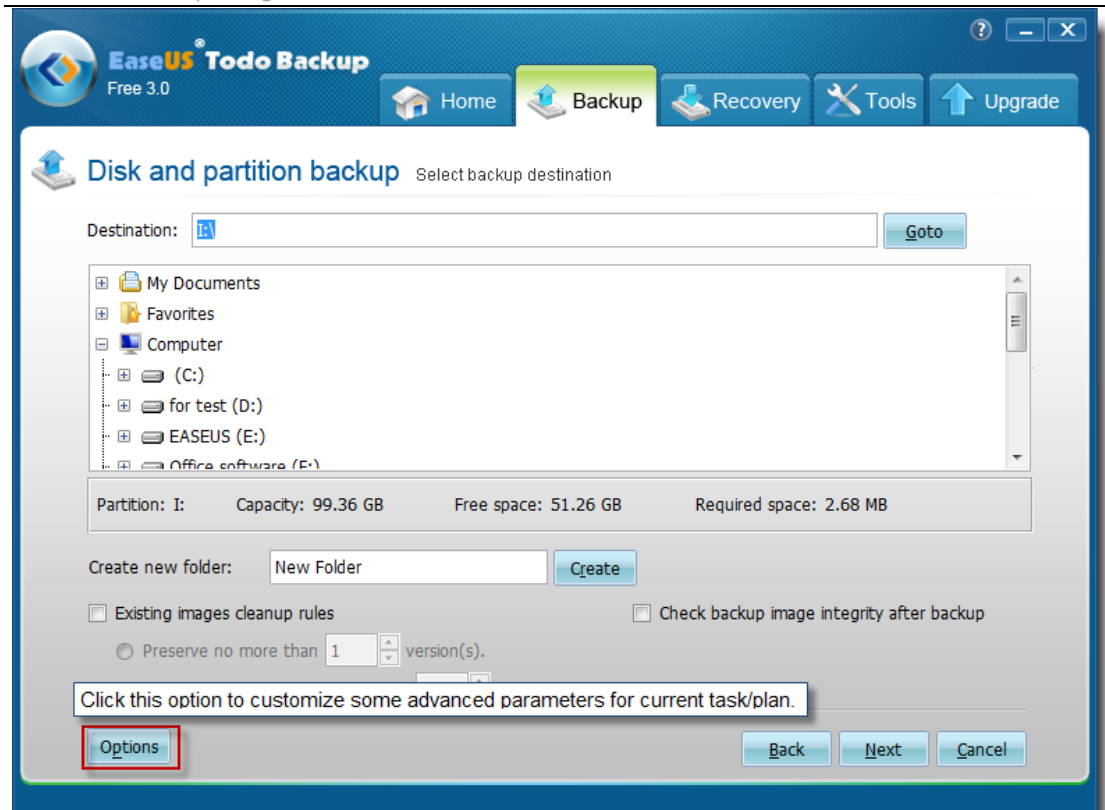 EaseUS® Todo Backup
Free 3.0
Home
Backup
Recovery
Tools
Upgrade
Disk and partition backup Select backup destination
Destination: I:\
Goto
My Documents
Favorites
Computer
(C:)
for test (D:)
EASEUS (E:)
Office software (F:)
Partition: I: Capacity: 99.36 GB Free space: 51.26 GB Required space: 2.68 MB
Create new folder: New Folder
Create
Existing images cleanup rules
Check backup image integrity after backup
Preserve no more than 1 version(s).
Click this option to customize some advanced parameters for current task/plan.
Options
Back
Next
Cancel